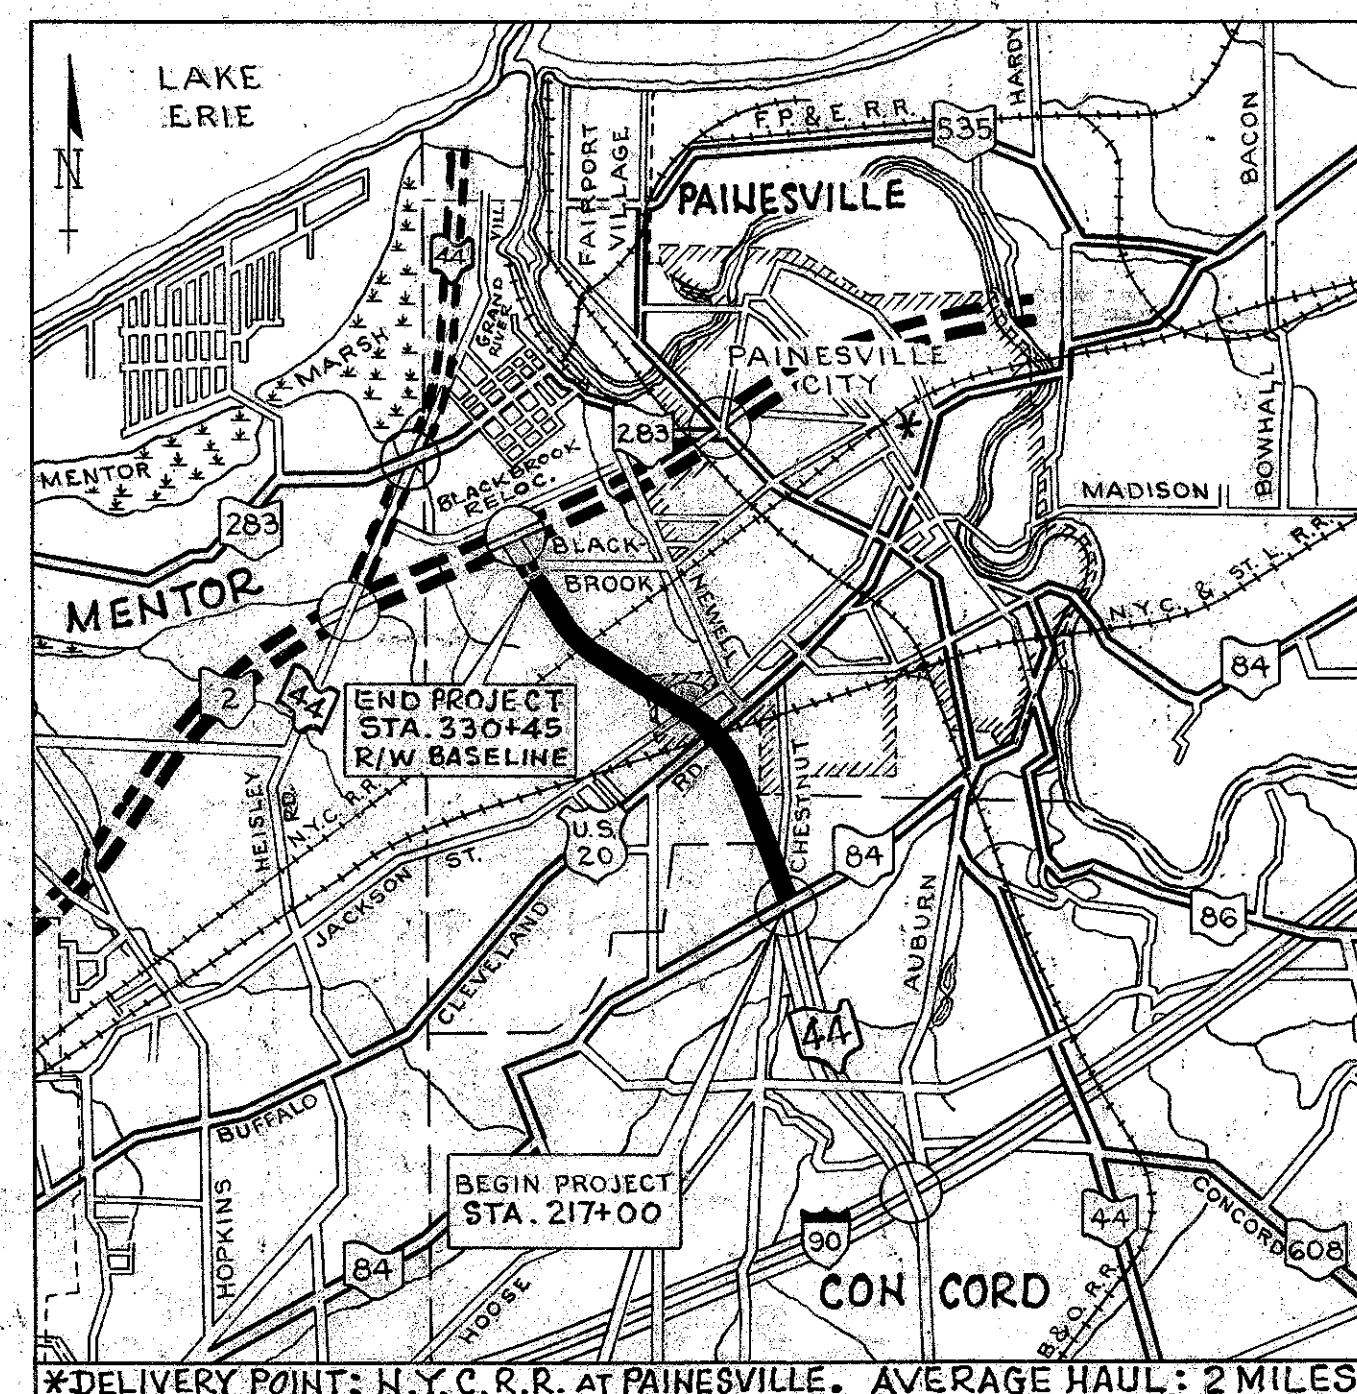 LAKE
ERIE
N
HARDY
BACON
F.P. & E. R.R.
535
FAIRPORT
VILLAGE
PAINESVILLE
44
VILL.
GRAND
RIVER
MARSH
PAINESVILLE
CITY
*
283
BOWHALL
MENTOR
BLACKBROOK
RELOC.
MADISON
283
BLACK-
BROOK
MENTOR
NEWELL
N.Y.C. & ST. L. R.R.
84
2
44
END PROJECT
STA. 330+45
R/W BASELINE
HEISLEY
RD.
N.Y.C. R.R.
RD.
CHESTNUT
U.S.
20
84
JACKSON ST.
AUBURN
86
CLEVELAND
44
BUFFALO
BEGIN PROJECT
STA. 217+00
HOPKINS
90
44
CONCORD
608
84
HOOSE
CON CORD
B.&O. R.R.
*DELIVERY POINT: N.Y.C.R.R. AT PAINESVILLE. AVERAGE HAUL: 2 MILES